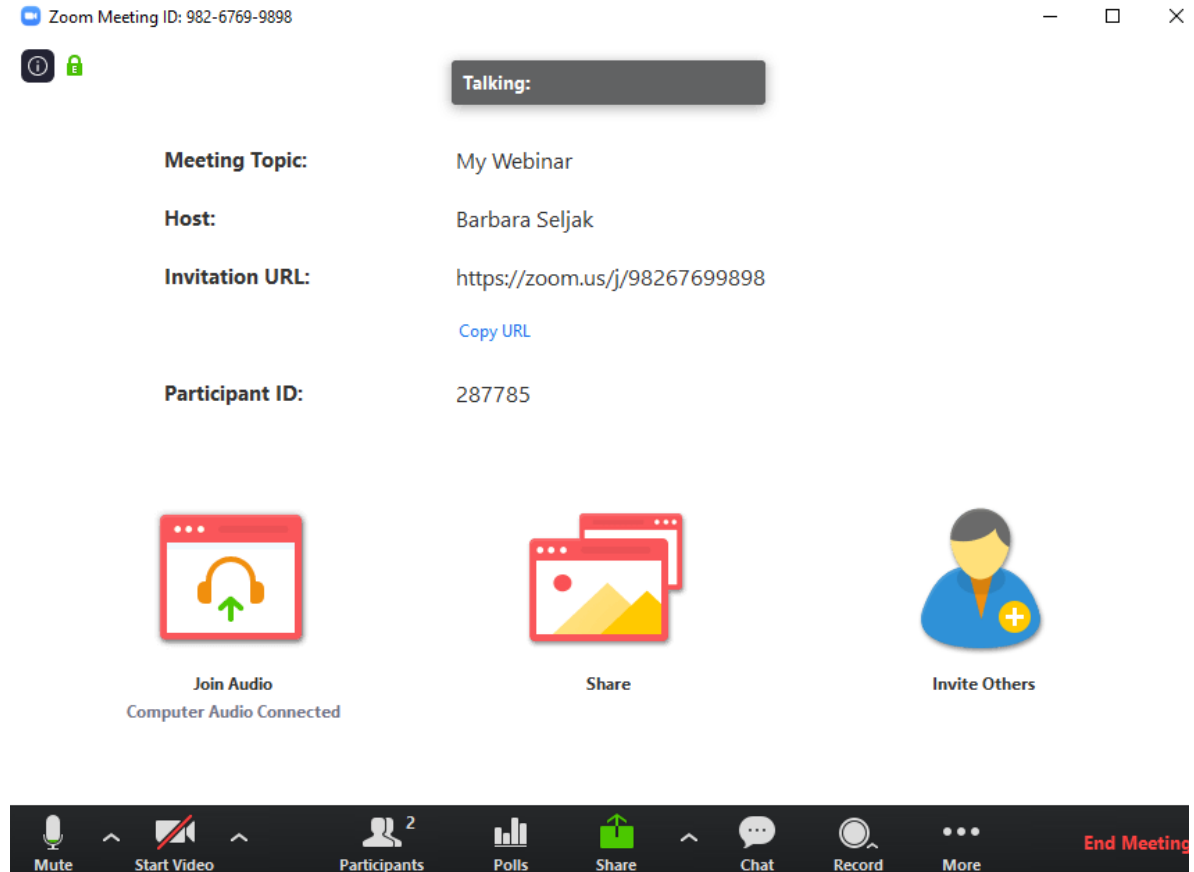 Zoom Meeting ID: 982-6769-9898
E
Talking:
Meeting Topic: My Webinar
Host: Barbara Seljak
Invitation URL: https://zoom.us/j/98267699898
Copy URL
Participant ID: 287785
Join Audio Share Invite Others
Computer Audio Connected
2
Mute Start Video Participants Polls Share Chat Record More End Meeting